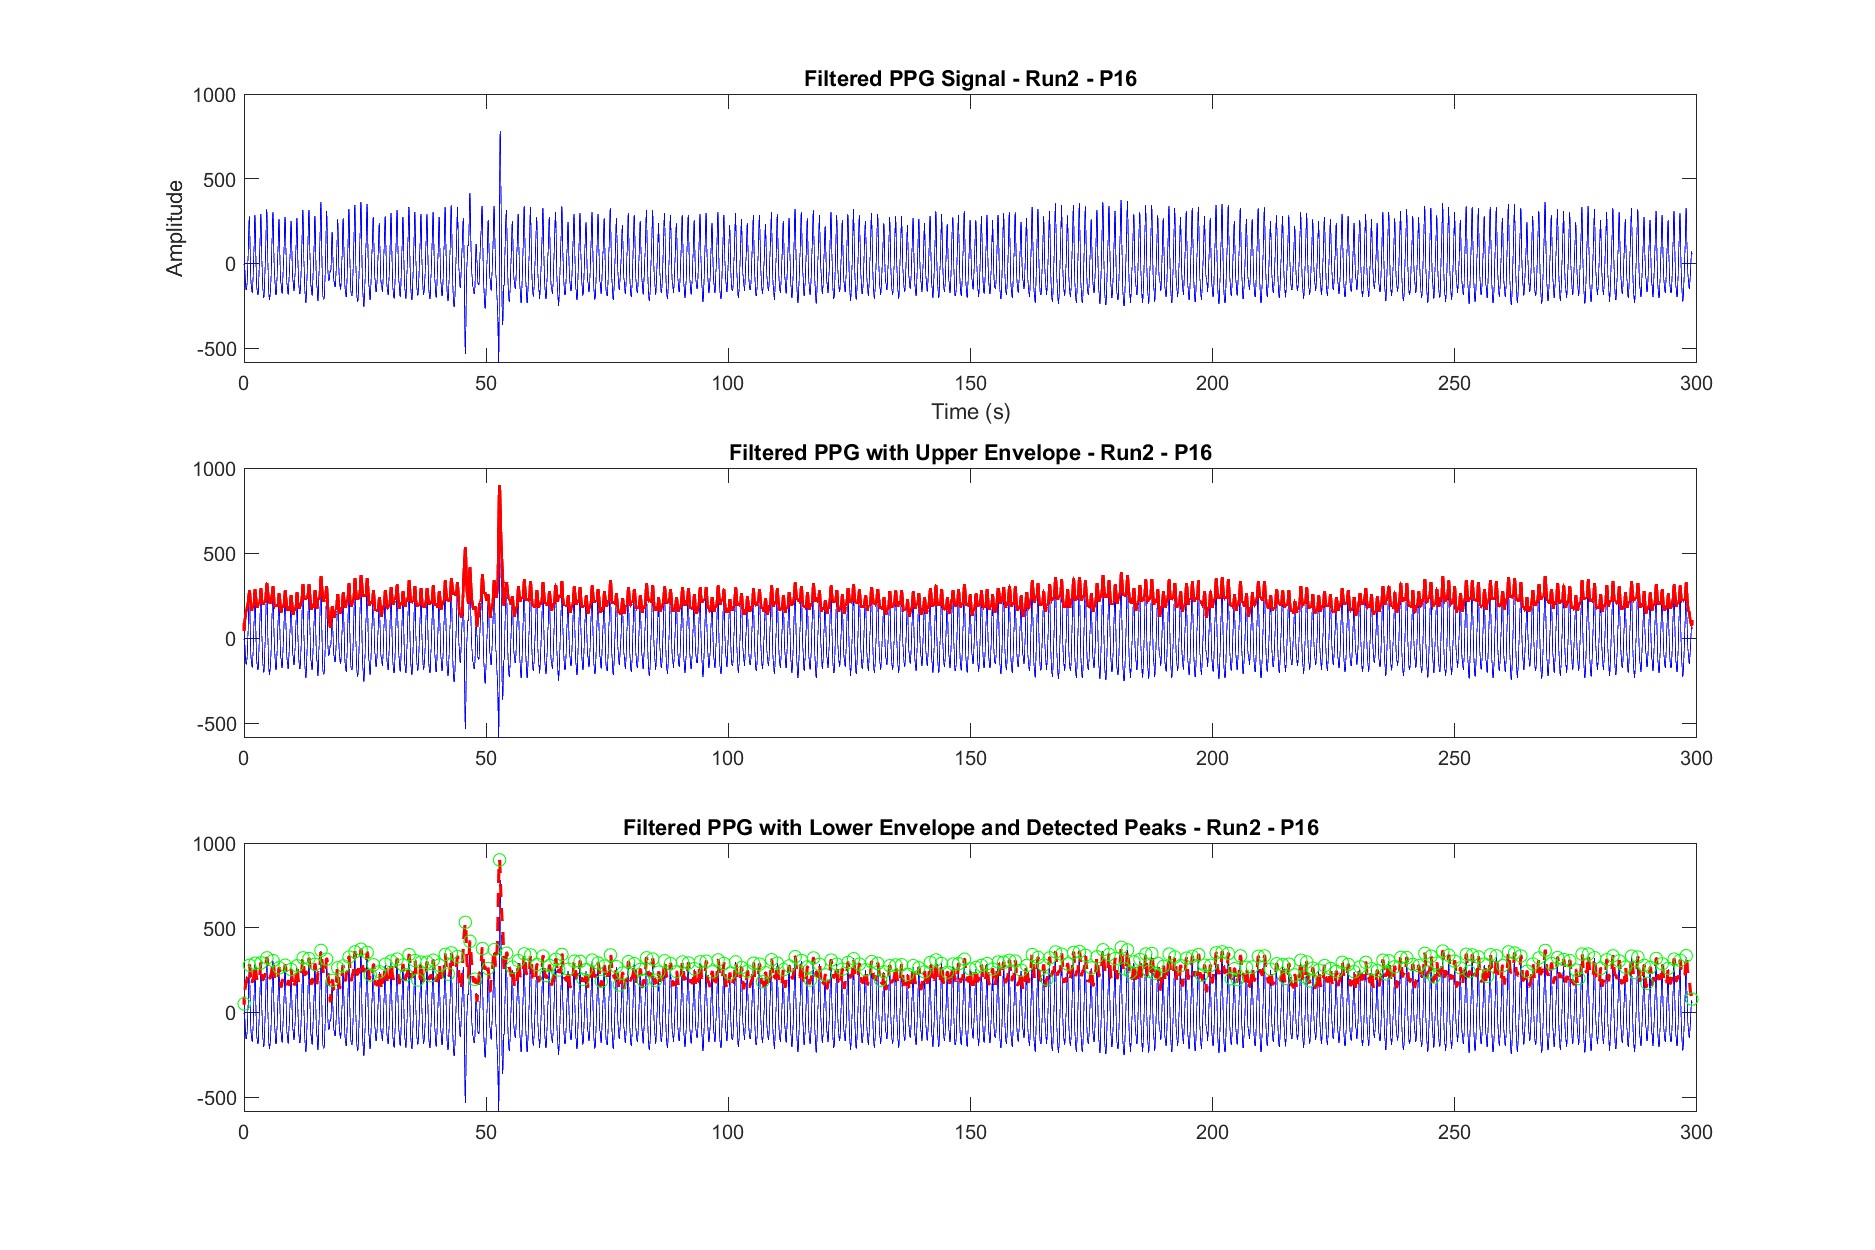 Filtered PPG Signal - Run2 - P16
1000
500
0
-500
Amplitude
0 50 100 150 200 250 300
Time (s)
Filtered PPG with Upper Envelope - Run2 - P16
1000
500
0
-500
0 50 100 150 200 250 300
Filtered PPG with Lower Envelope and Detected Peaks - Run2 - P16
1000
500
0
-500
0 50 100 150 200 250 300